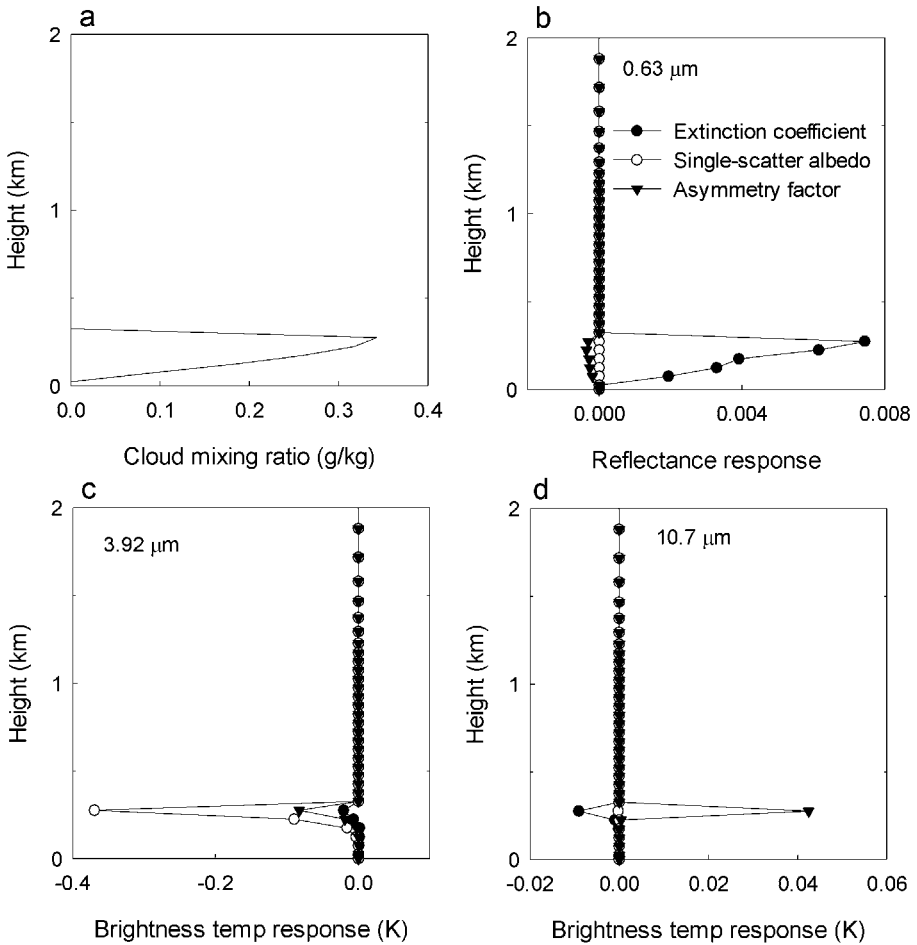 a
2
1
0
0.0 0.1 0.2 0.3 0.4
Height (km)
Cloud mixing ratio (g/kg)
b
0.63 μm
Extinction coefficient
Single-scatter albedo
Asymmetry factor
2
1
0
0.000 0.004 0.008
Height (km)
Reflectance response
c
3.92 μm
2
1
0
-0.4 -0.2 0.0
Height (km)
Brightness temp response (K)
d
10.7 μm
2
1
0
-0.02 0.00 0.02 0.04 0.06
Height (km)
Brightness temp response (K)